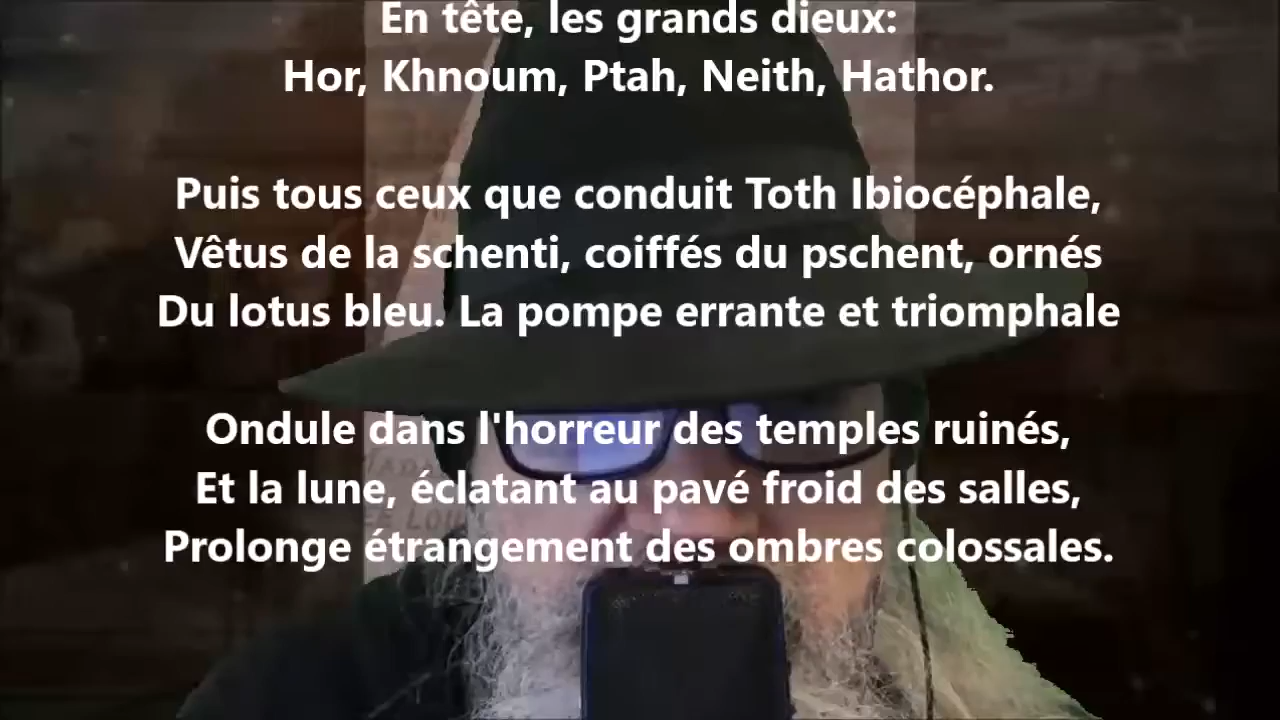 En tête, les grands dieux:
Hor, Khnoum, Ptah, Neith, Hathor.
Puis tous ceux que conduit Toth Ibiocéphale,
Vêtus de la schenti, coiffés du pschent, ornés
Du lotus bleu. La pompe errante et triomphale
Ondule dans l'horreur des temples ruinés,
Et la lune, éclatant au pavé froid des salles,
Prolonge étrangement des ombres colossales.